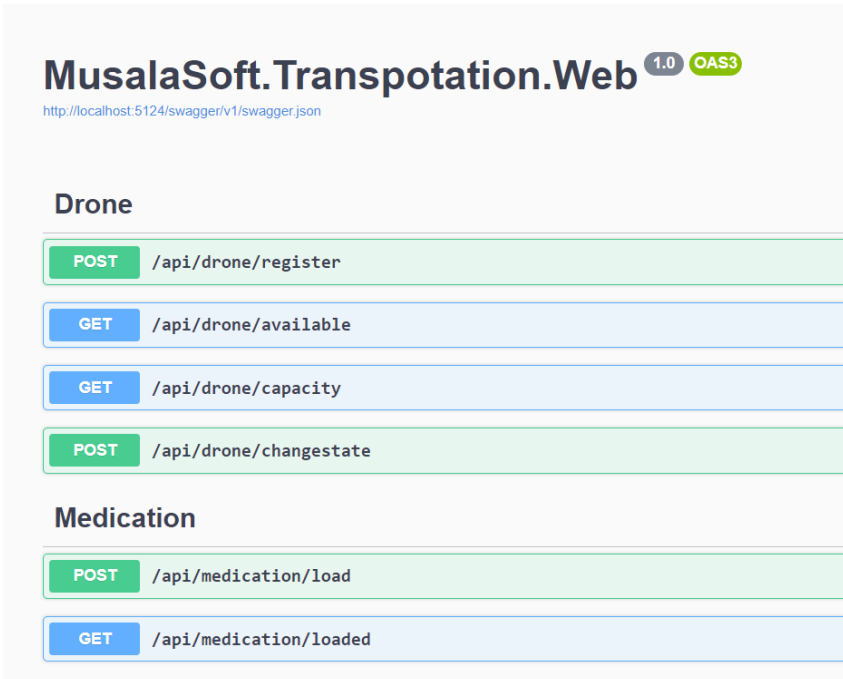 MusalaSoft.Transpotation.Web 1.0 OAS3
http://localhost:5124/swagger/v1/swagger.json
Drone
POST /api/drone/register
GET /api/drone/available
GET /api/drone/capacity
POST /api/drone/changestate
Medication
POST /api/medication/load
GET /api/medication/loaded